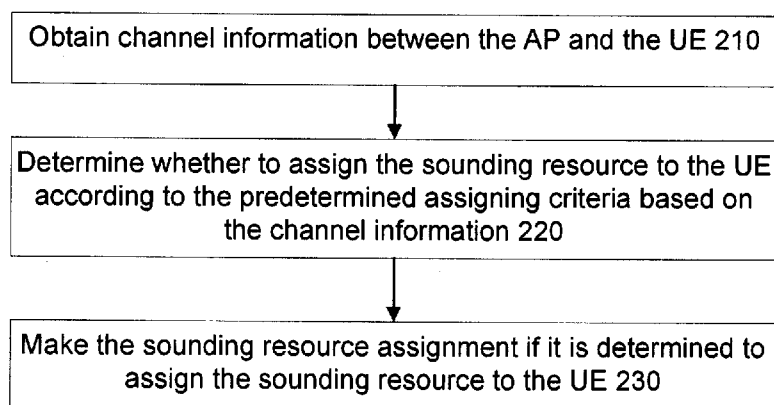 Obtain channel information between the AP and the UE 210
Determine whether to assign the sounding resource to the UE
according to the predetermined assigning criteria based on
the channel information 220
Make the sounding resource assignment if it is determined to
assign the sounding resource to the UE 230